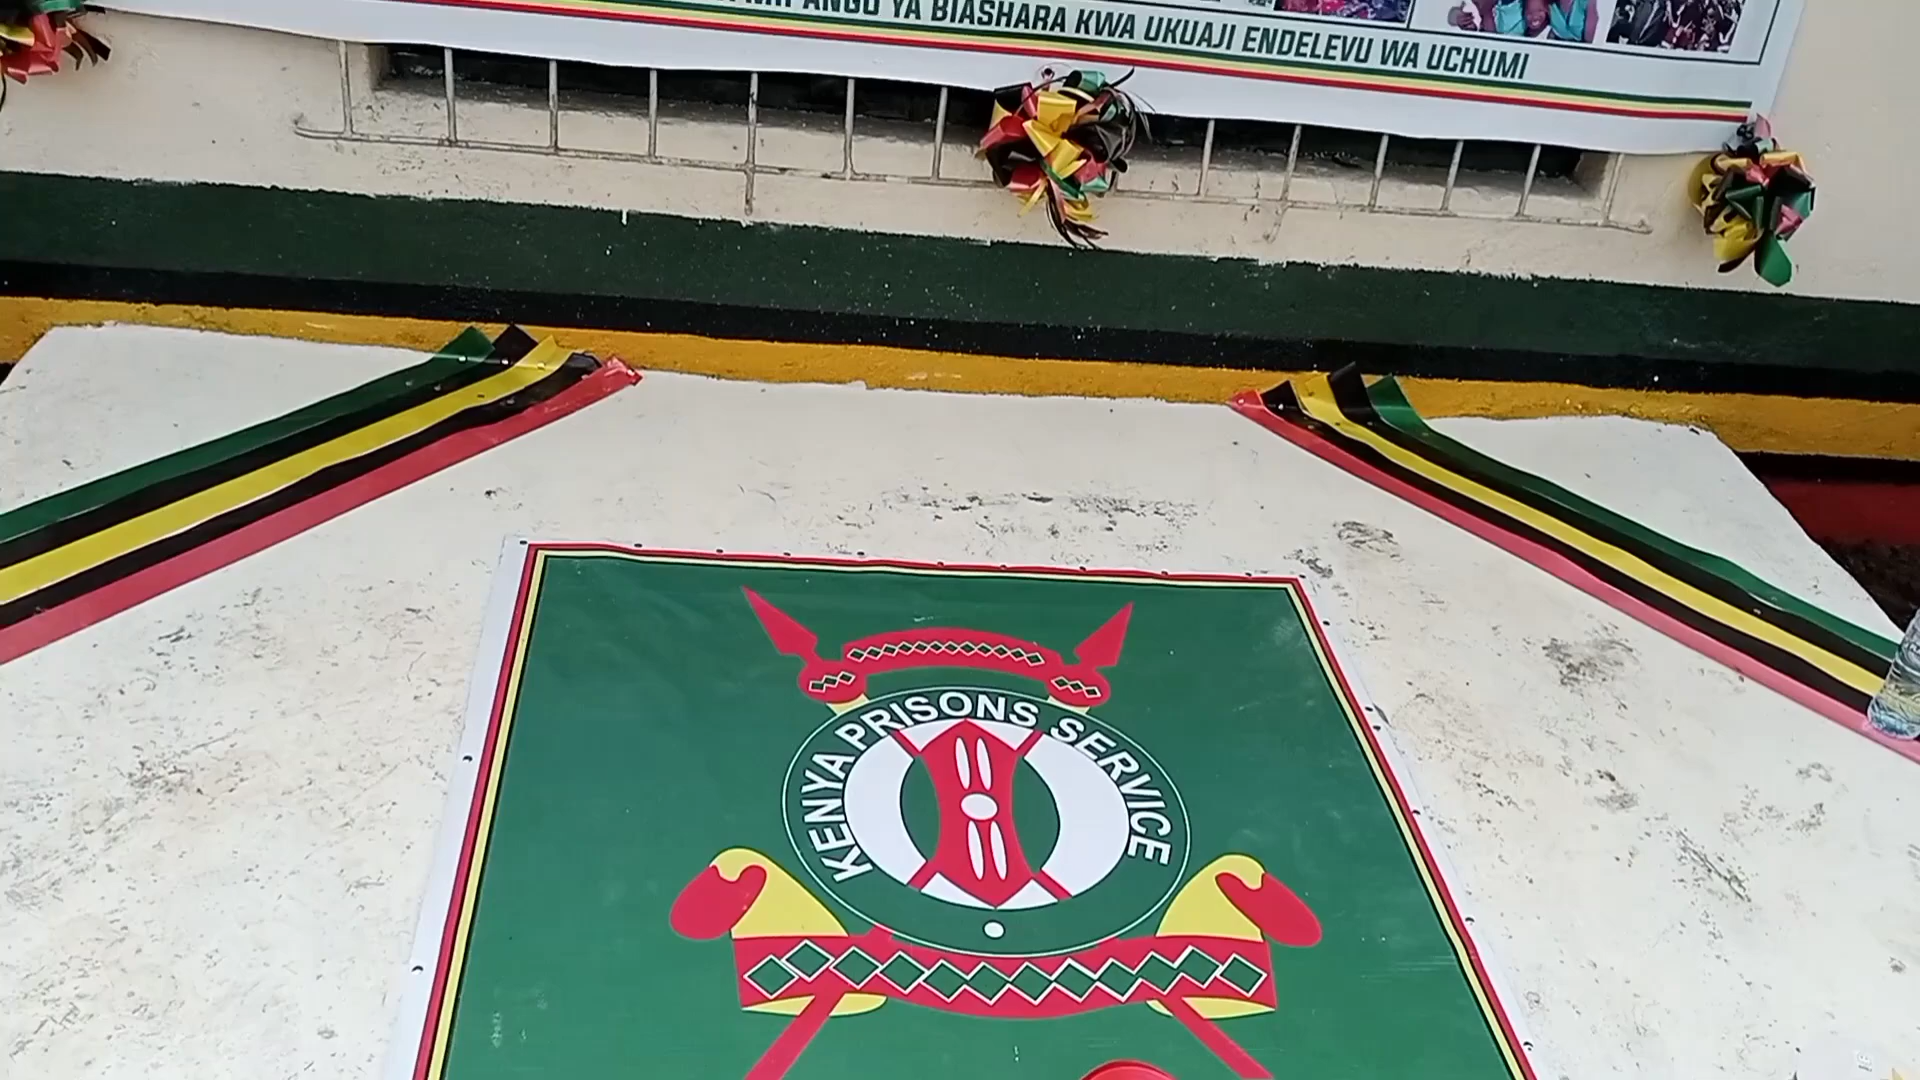 YA BIASHARA KWA UKUAJI ENDELEVU WA UCHUMI
KENYA PRISONS SERVICE